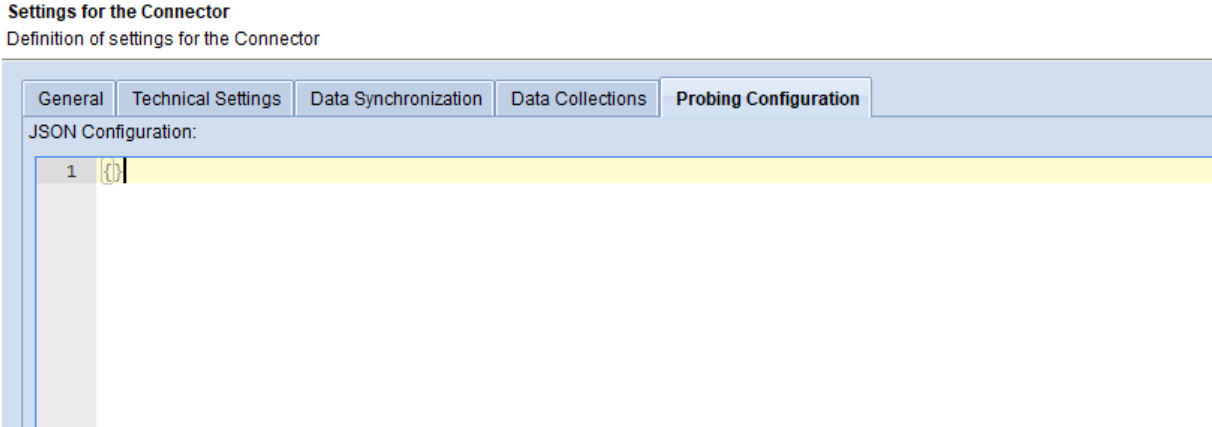 Settings for the Connector
Definition of settings for the Connector
General Technical Settings Data Synchronization Data Collections Probing Configuration
JSON Configuration:
1 {}